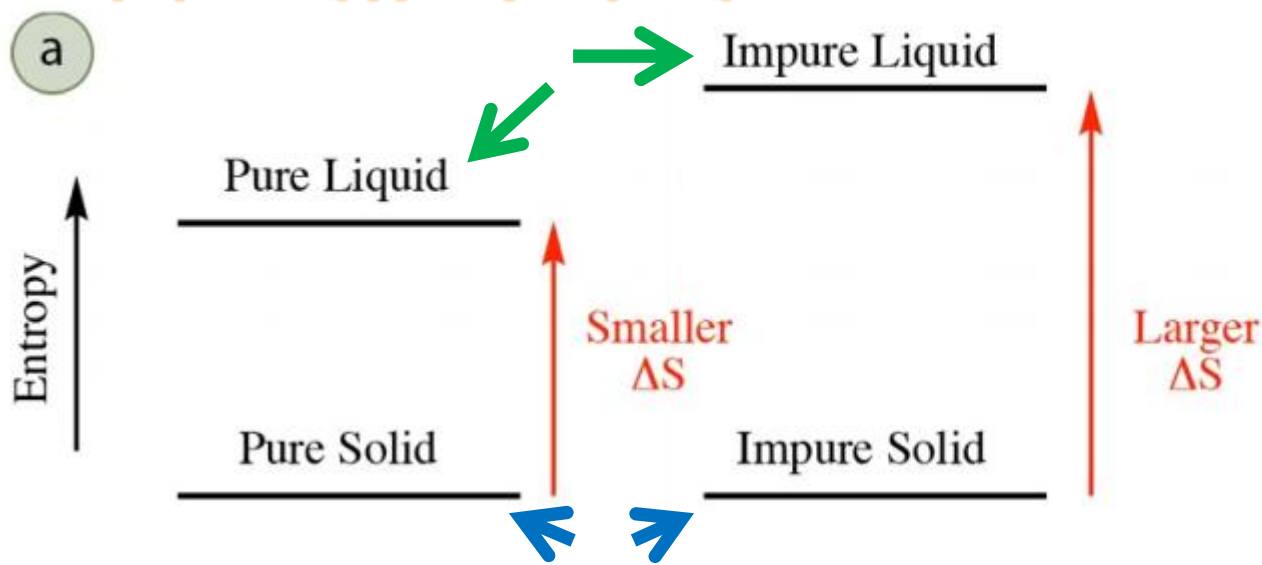 a
Impure Liquid
Pure Liquid
Entropy
Smaller
ΔS
Larger
ΔS
Pure Solid
Impure Solid